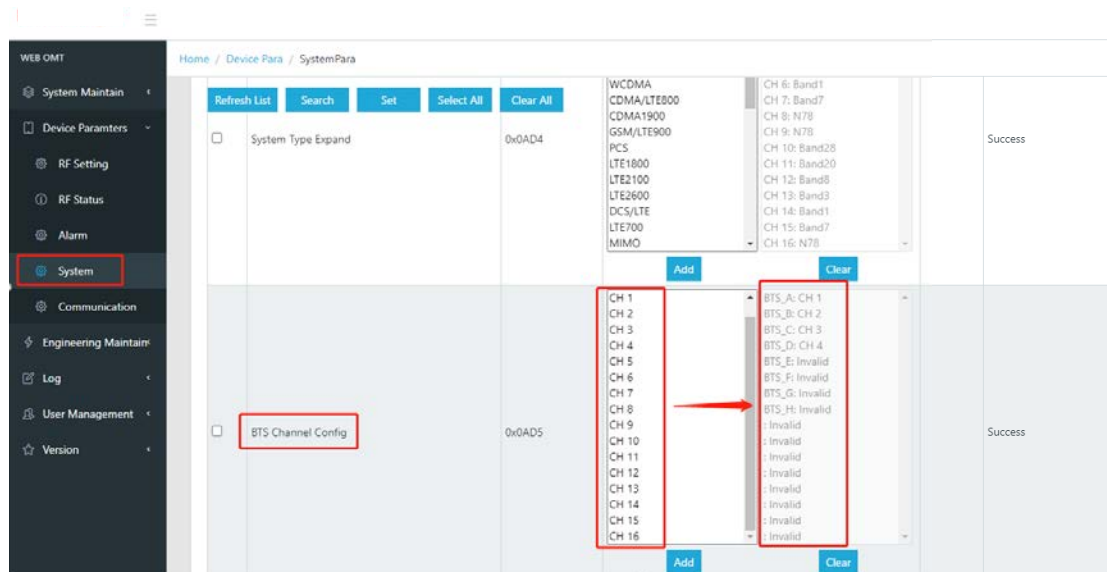 WEB OMT
Home / Device Para / SystemPara
System Maintain
Device Paramters
RF Setting
RF Status
Alarm
System
Communication
Engineering Maintain
Log
User Management
Version
Refresh List Search Set Select All Clear All
System Type Expand
0x0AD4
WCDMA
CDMA/LTE800
CDMA1900
GSM/LTE900
PCS
LTE1800
LTE2100
LTE2600
DCS/LTE
LTE700
MIMO
CH 6: Band1
CH 7: Band7
CH 8: N78
CH 9: N78
CH 10: Band28
CH 11: Band20
CH 12: Band8
CH 13: Band3
CH 14: Band1
CH 15: Band7
CH 16: N78
Success
Add Clear
BTS Channel Config
0x0AD5
CH 1
CH 2
CH 3
CH 4
CH 5
CH 6
CH 7
CH 8
CH 9
CH 10
CH 11
CH 12
CH 13
CH 14
CH 15
CH 16
BTS_A: CH 1
BTS_B: CH 2
BTS_C: CH 3
BTS_D: CH 4
BTS_E: Invalid
BTS_F: Invalid
BTS_G: Invalid
BTS_H: Invalid
: Invalid
: Invalid
: Invalid
: Invalid
: Invalid
: Invalid
: Invalid
: Invalid
Success
Add Clear